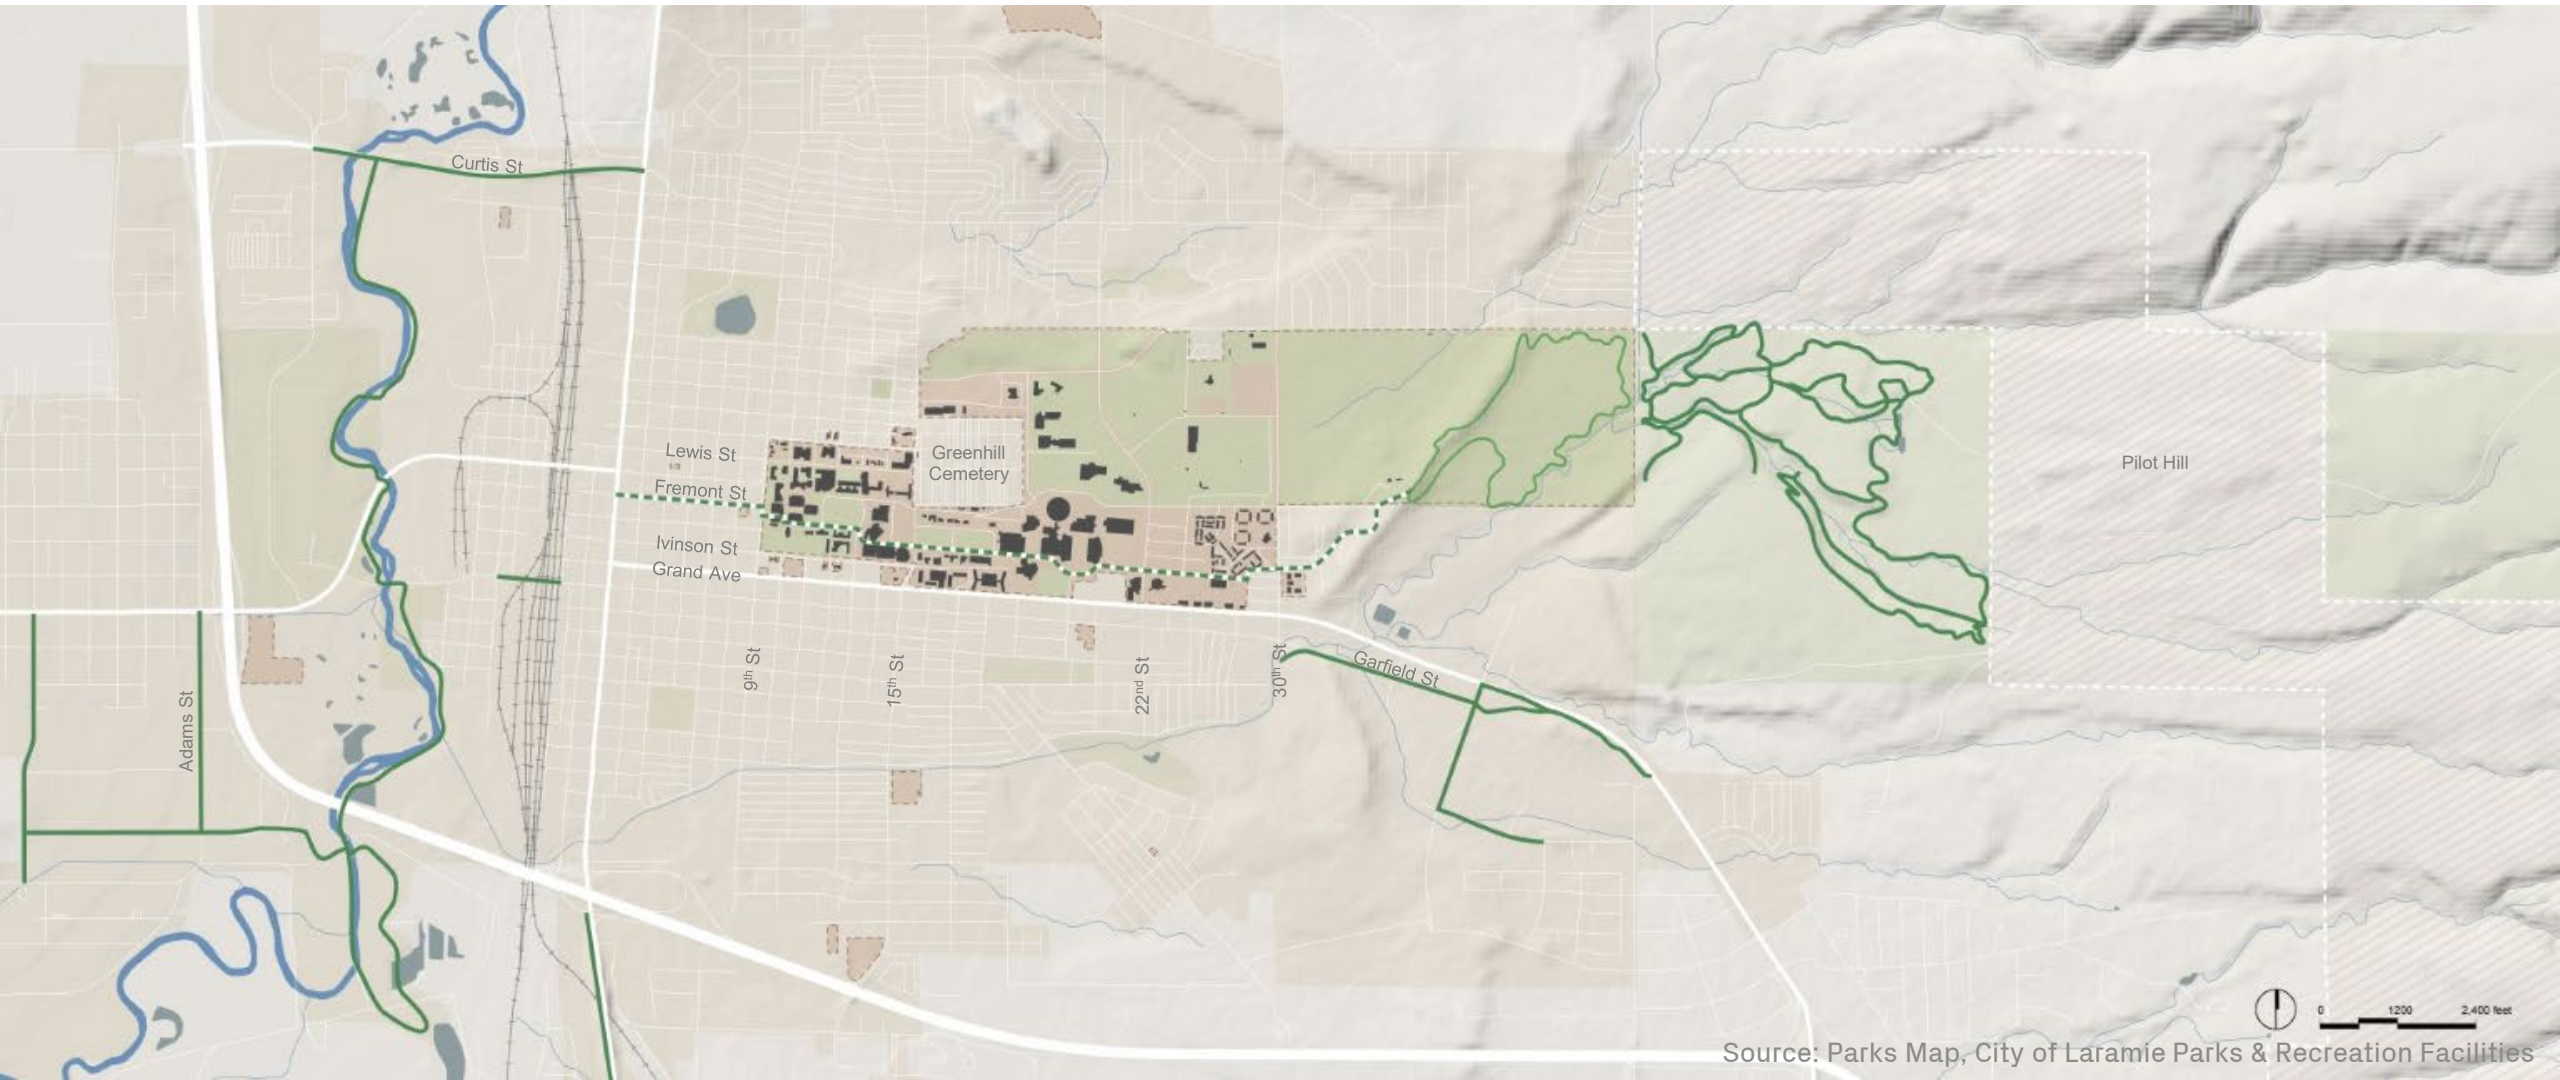 Curtis St
Lewis St
Greenhill
Cemetery
Pilot Hill
Fremont St
Ivinson St
Grand Ave
9th St
15th St
22nd St
30th St
Garfield St
Adams St
0 1200 2,400 feet
Source: Parks Map, City of Laramie Parks & Recreation Facilities